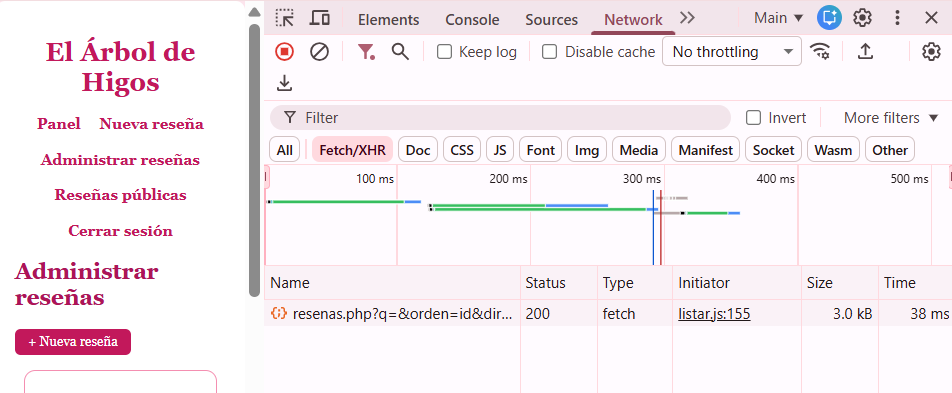 El Árbol de
Higos
Panel Nueva reseña
Administrar reseñas
Reseñas públicas
Cerrar sesión
Administrar
reseñas
+ Nueva reseña
Elements Console Sources Network Main
Keep log Disable cache No throttling
Filter Invert More filters
All Fetch/XHR Doc CSS JS Font Img Media Manifest Socket Wasm Other
100 ms 200 ms 300 ms 400 ms 500 ms
Name Status Type Initiator Size Time
resenas.php?q=&orden=id&dir... 200 fetch listar.js:155 3.0 kB 38 ms